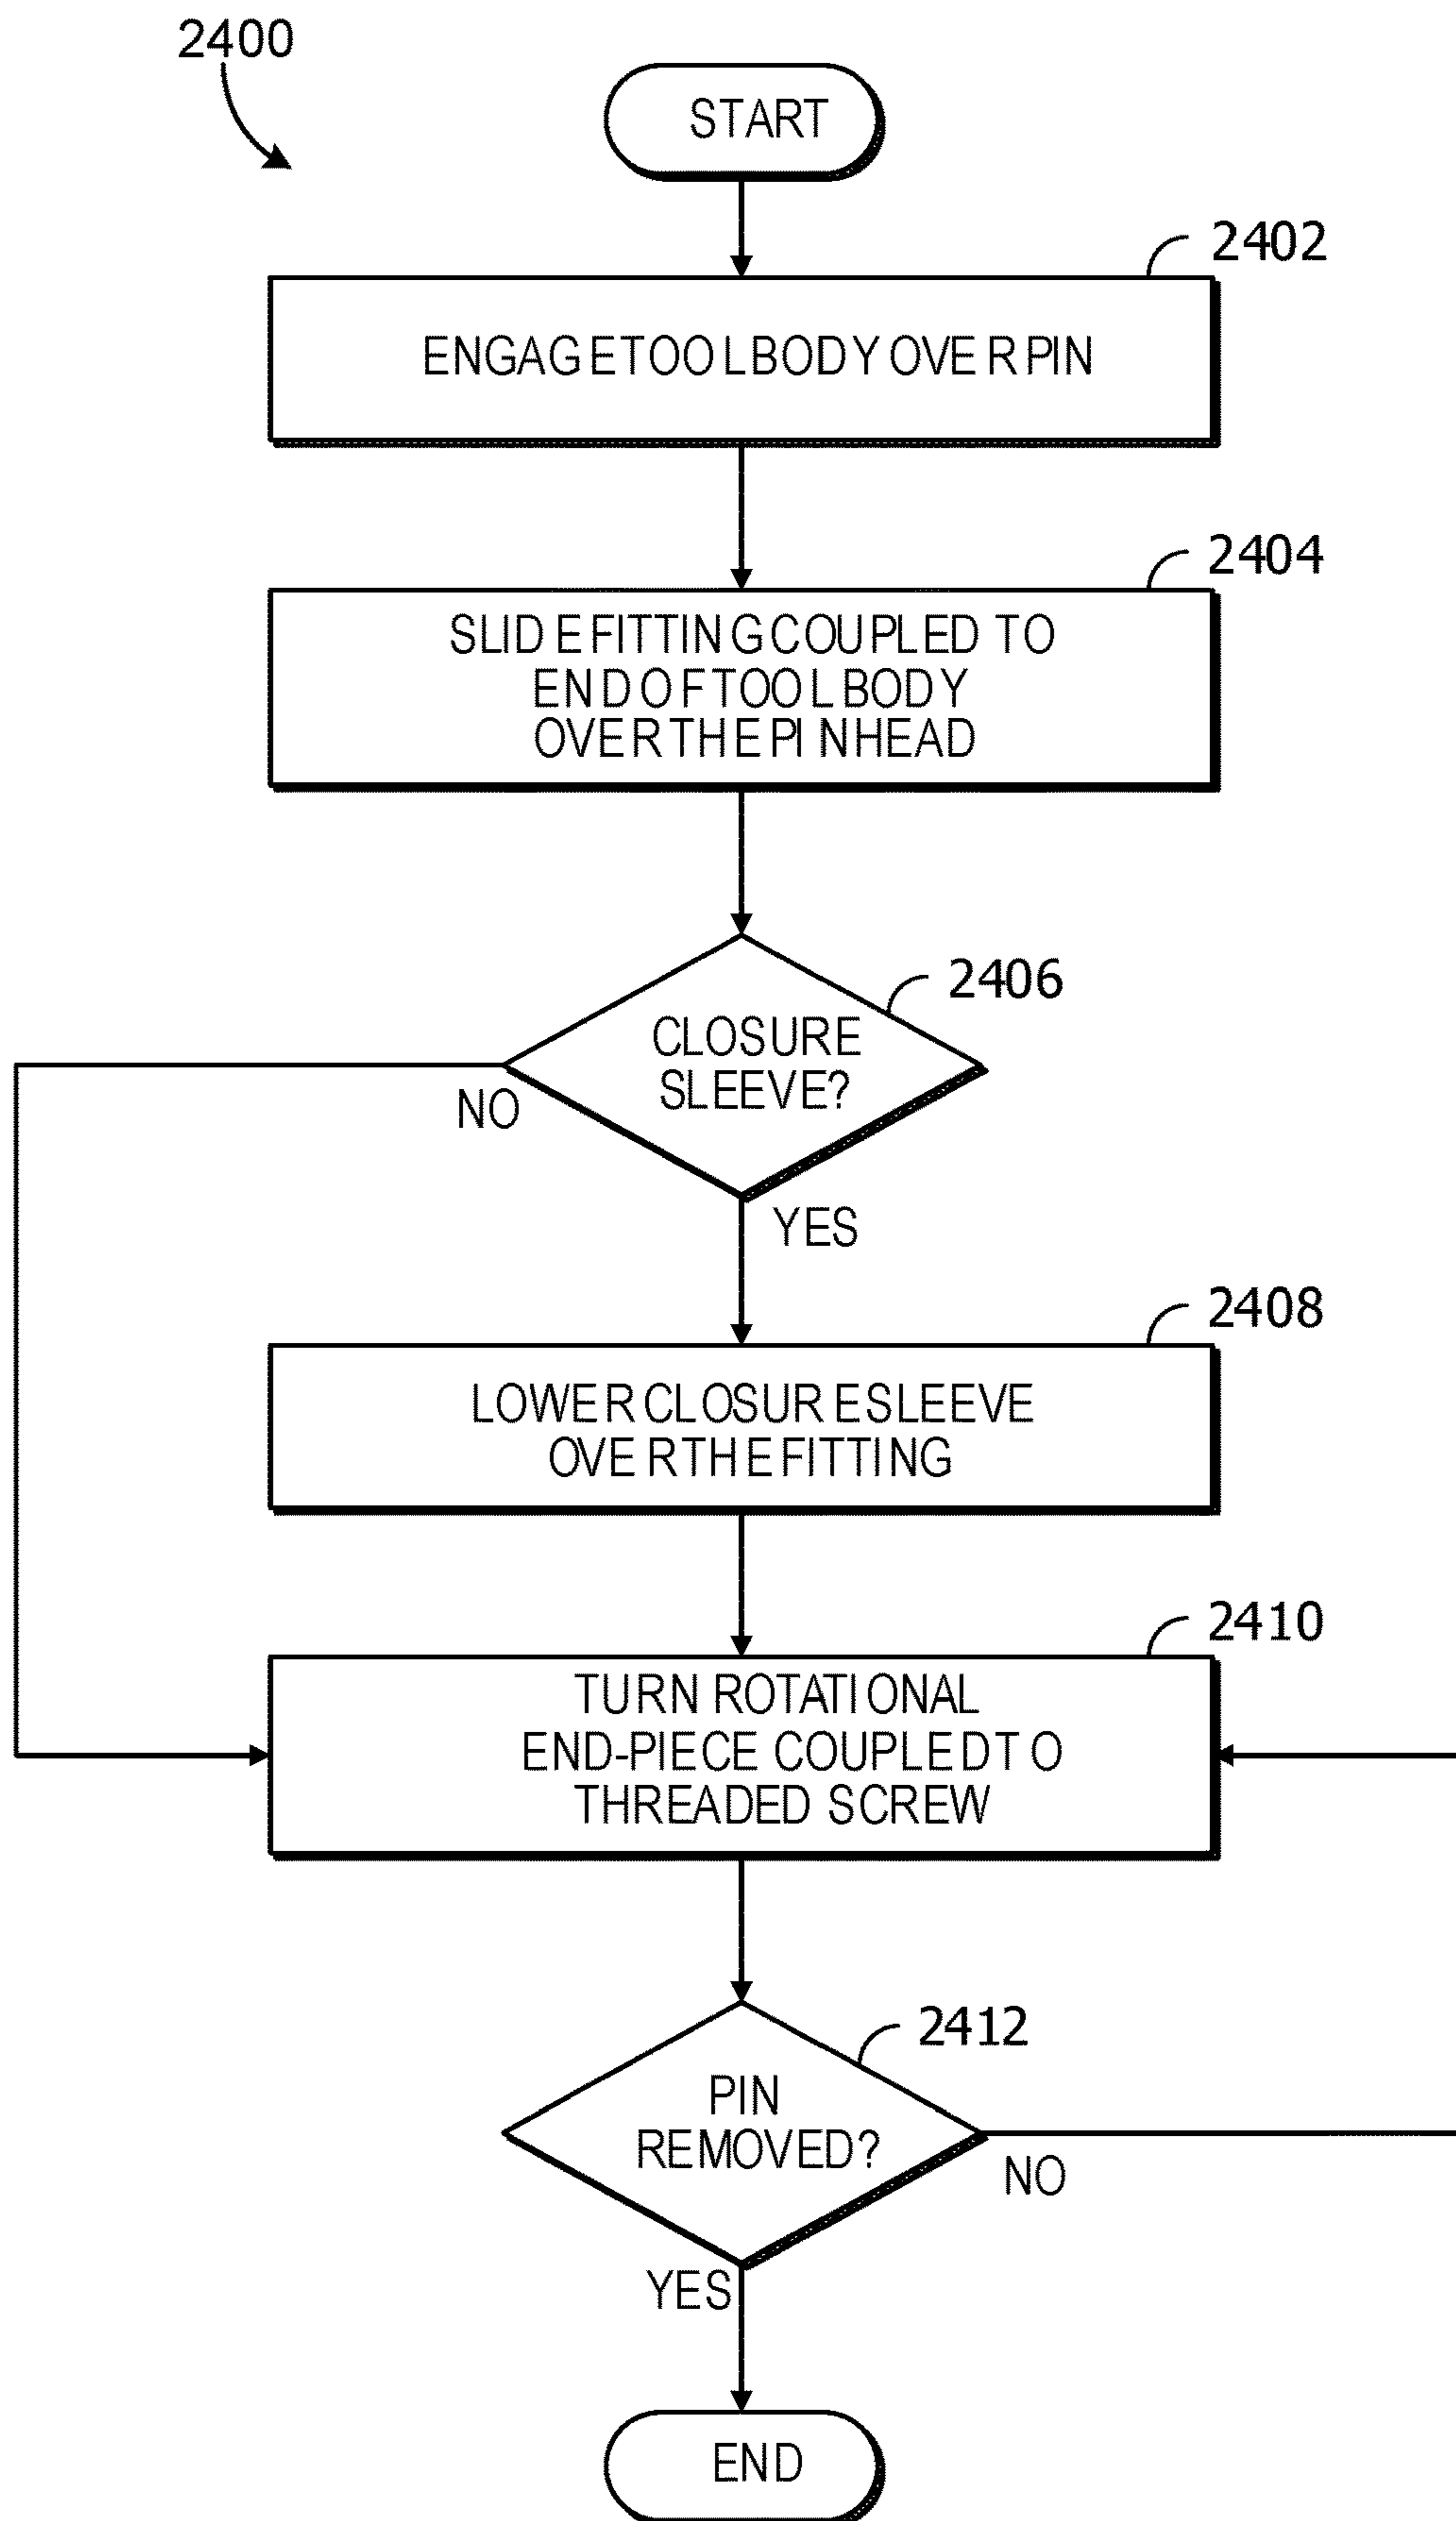 2400
START
2402
ENGAGE TOOL BODY OVER PIN
2404
SLIDE FITTING COUPLED TO
END OF TOOL BODY
OVER THE PIN HEAD
2406
CLOSURE
SLEEVE?
NO
YES
2408
LOWER CLOSURE SLEEVE
OVER THE FITTING
2410
TURN ROTATIONAL
END-PIECE COUPLED TO
THREADED SCREW
2412
PIN
REMOVED?
NO
YES
END